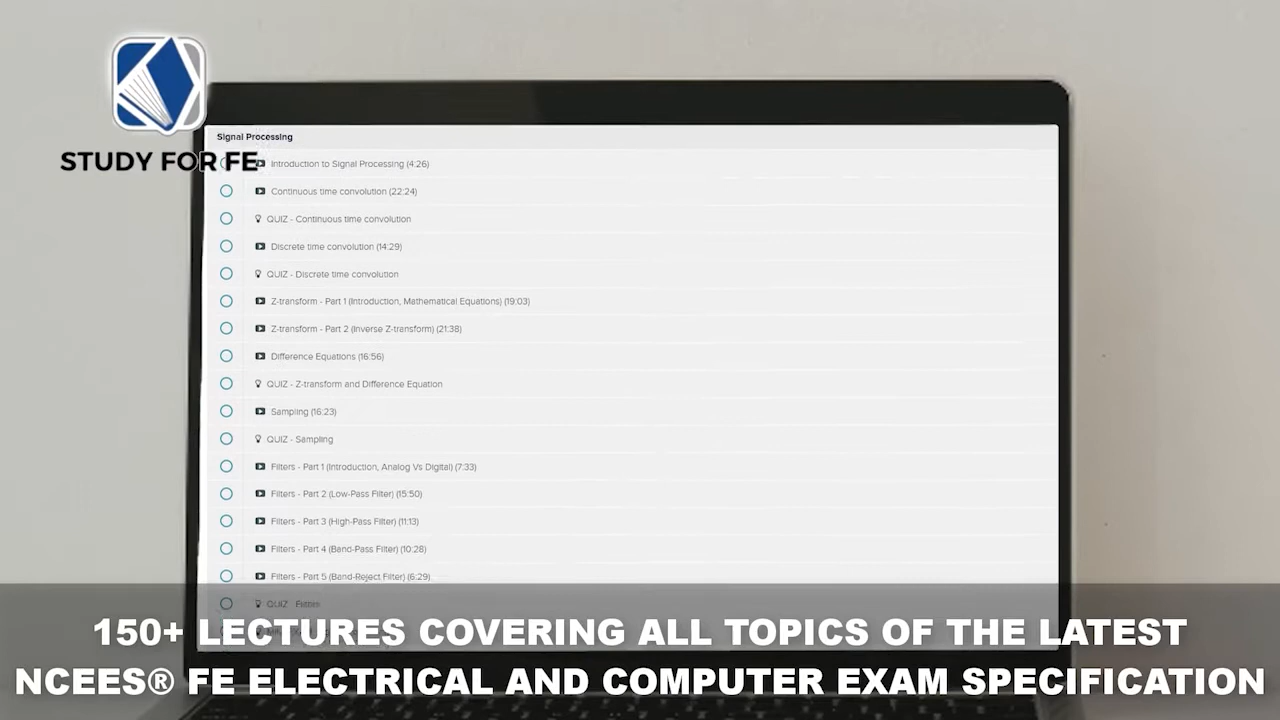 STUDY FOR FE
Signal Processing
Introduction to Signal Processing (4:26)
Continuous time convolution (22:24)
QUIZ - Continuous time convolution
Discrete time convolution (14:29)
QUIZ - Discrete time convolution
Z-transform - Part 1 (Introduction, Mathematical Equations) (19:03)
Z-transform - Part 2 (Inverse Z-transform) (21:38)
Difference Equations (16:56)
QUIZ - Z-transform and Difference Equation
Sampling (16:23)
QUIZ - Sampling
Filters - Part 1 (Introduction, Analog Vs Digital) (7:33)
Filters - Part 2 (Low-Pass Filter) (15:50)
Filters - Part 3 (High-Pass Filter) (11:13)
Filters - Part 4 (Band-Pass Filter) (10:28)
Filters - Part 5 (Band-Reject Filter) (6:29)
QUIZ - Filters
150+ LECTURES COVERING ALL TOPICS OF THE LATEST
NCEES® FE ELECTRICAL AND COMPUTER EXAM SPECIFICATION